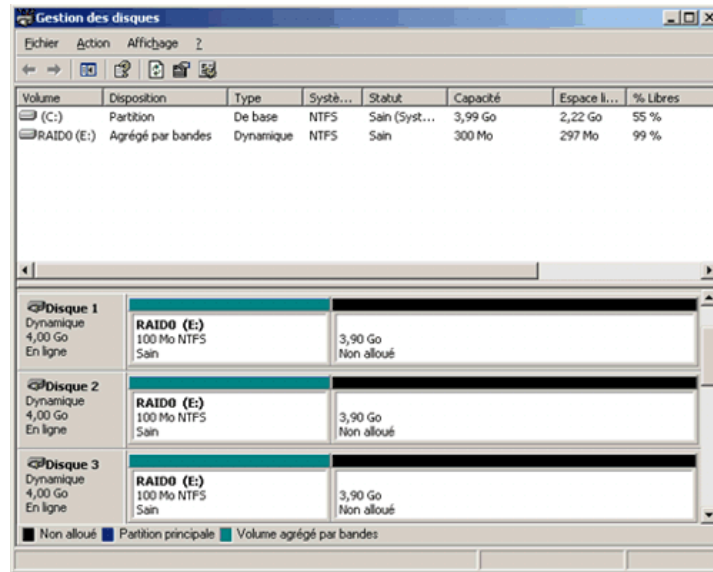 Gestion des disques
Fichier Action Affichage ?
Volume Disposition Type Systè... Statut Capacité Espace li... % Libres
(C:) Partition De base NTFS Sain (Syst... 3,99 Go 2,22 Go 55 %
RAID0 (E:) Agrégé par bandes Dynamique NTFS Sain 300 Mo 297 Mo 99 %
Disque 1
Dynamique
4,00 Go
En ligne
RAID0 (E:)
100 Mo NTFS
Sain
3,90 Go
Non alloué
Disque 2
Dynamique
4,00 Go
En ligne
RAID0 (E:)
100 Mo NTFS
Sain
3,90 Go
Non alloué
Disque 3
Dynamique
4,00 Go
En ligne
RAID0 (E:)
100 Mo NTFS
Sain
3,90 Go
Non alloué
Non alloué Partition principale Volume agrégé par bandes